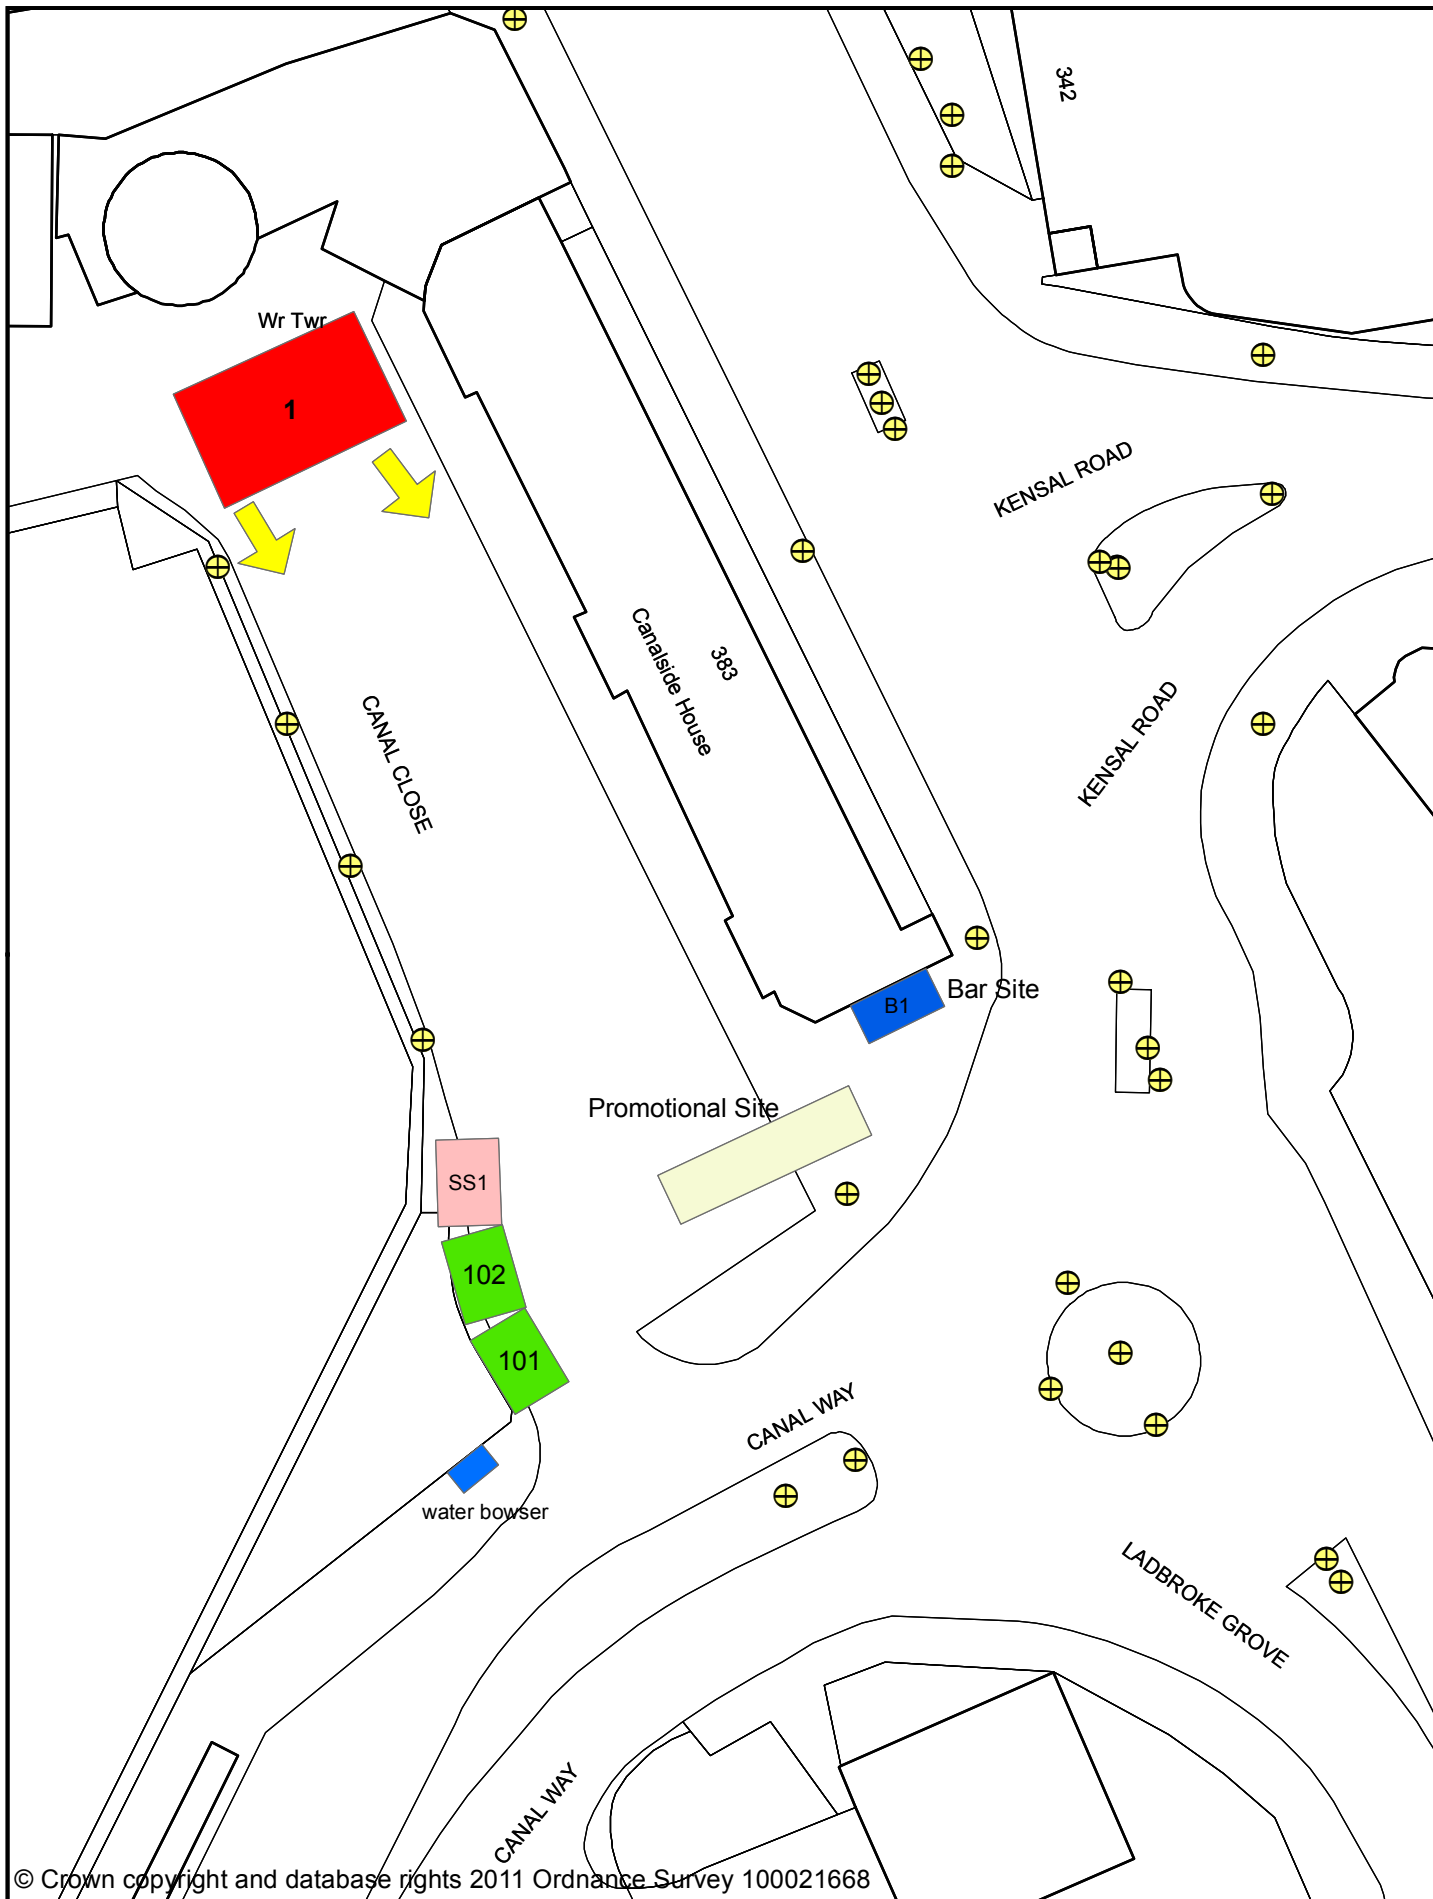 342
Wr Twr
1
KENSAL ROAD
Canalside House
383
CANAL CLOSE
KENSAL ROAD
Bar Site
B1
Promotional Site
SS1
102
101
CANAL WAY
water bowser
LADBROKE GROVE
CANAL WAY
© Crown copyright and database rights 2011 Ordnance Survey 100021668